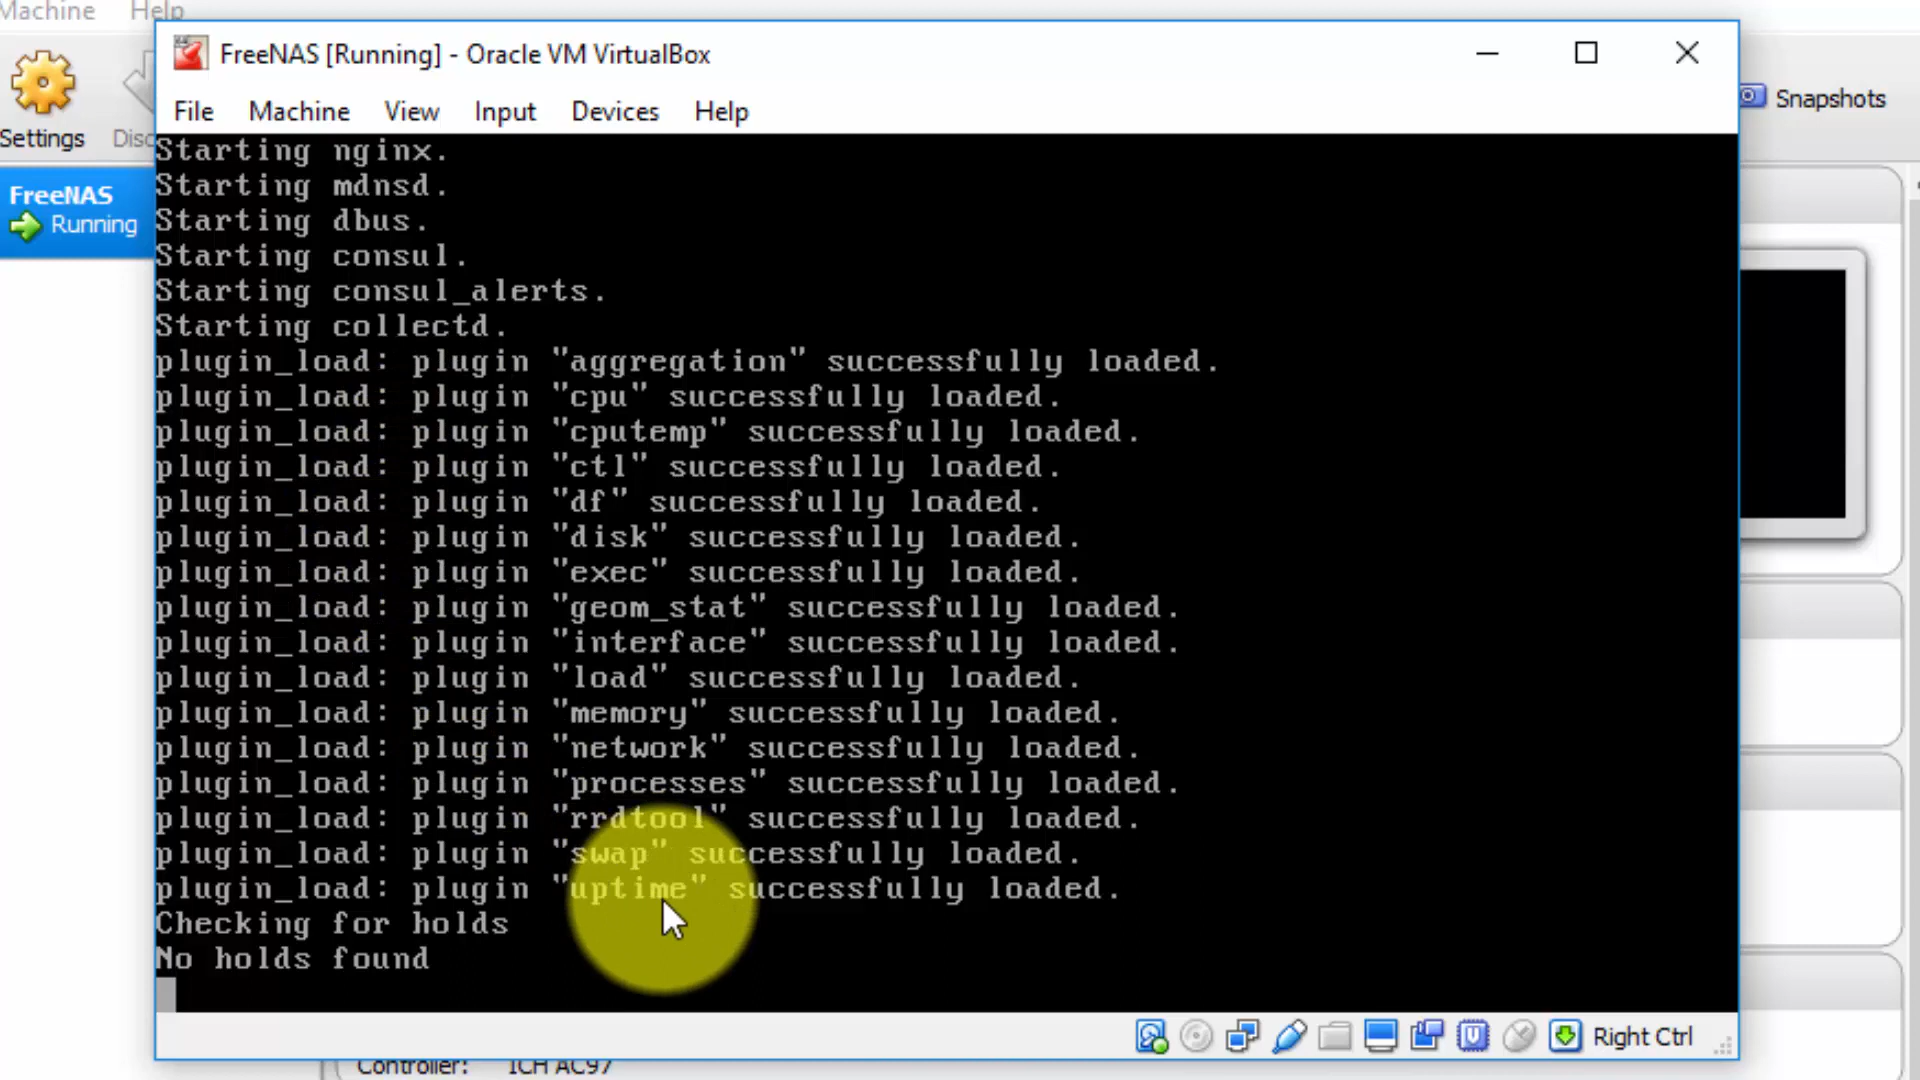 Machine Help
FreeNAS [Running] - Oracle VM VirtualBox
File Machine View Input Devices Help
Settings
Disc
Snapshots
FreeNAS
Running
Starting nginx.
Starting mdnsd.
Starting dbus.
Starting consul.
Starting consul_alerts.
Starting collectd.
plugin_load: plugin "aggregation" successfully loaded.
plugin_load: plugin "cpu" successfully loaded.
plugin_load: plugin "cputemp" successfully loaded.
plugin_load: plugin "ctl" successfully loaded.
plugin_load: plugin "df" successfully loaded.
plugin_load: plugin "disk" successfully loaded.
plugin_load: plugin "exec" successfully loaded.
plugin_load: plugin "geom_stat" successfully loaded.
plugin_load: plugin "interface" successfully loaded.
plugin_load: plugin "load" successfully loaded.
plugin_load: plugin "memory" successfully loaded.
plugin_load: plugin "network" successfully loaded.
plugin_load: plugin "processes" successfully loaded.
plugin_load: plugin "rrdtool" successfully loaded.
plugin_load: plugin "swap" successfully loaded.
plugin_load: plugin "uptime" successfully loaded.
Checking for holds
No holds found
Right Ctrl
Controller: ICH AC97